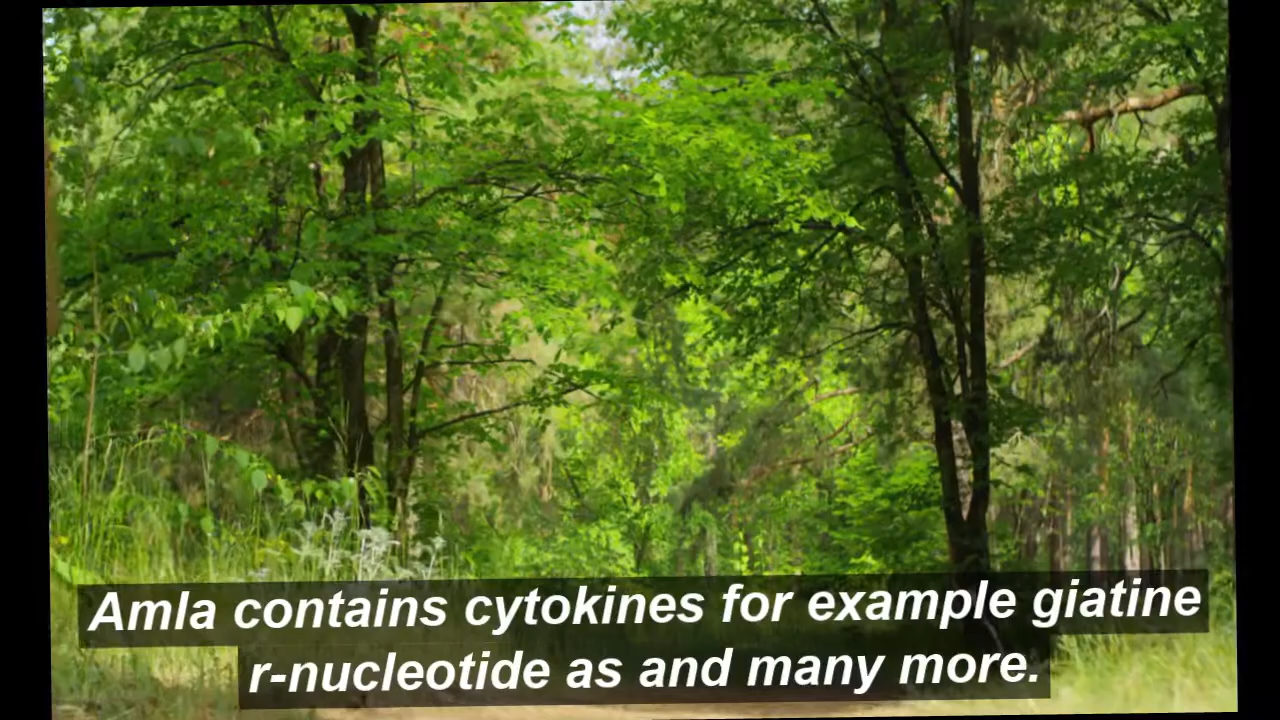 Amla contains cytokines for example giatine
r-nucleotide as and many more.